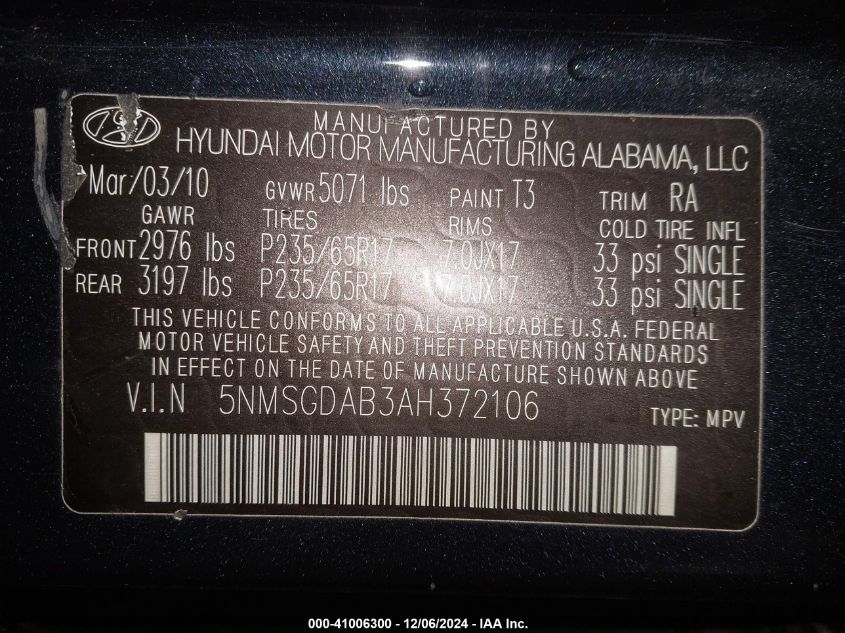 MANUFACTURED BY
HYUNDAI MOTOR MANUFACTURING ALABAMA, LLC
Mar/03/10 GVWR 5071 lbs PAINT T3 TRIM RA
GAWR TIRES RIMS COLD TIRE INFL
FRONT 2976 lbs P235/65R17 7.0JX17 33 psi SINGLE
REAR 3197 lbs P235/65R17 7.0JX17 33 psi SINGLE
THIS VEHICLE CONFORMS TO ALL APPLICABLE U.S.A. FEDERAL
MOTOR VEHICLE SAFETY AND THEFT PREVENTION STANDARDS
IN EFFECT ON THE DATE OF MANUFACTURE SHOWN ABOVE.
V.I.N 5NMSGDAB3AH372106 TYPE: MPV
000-41006300 - 12/06/2024 - IAA Inc.